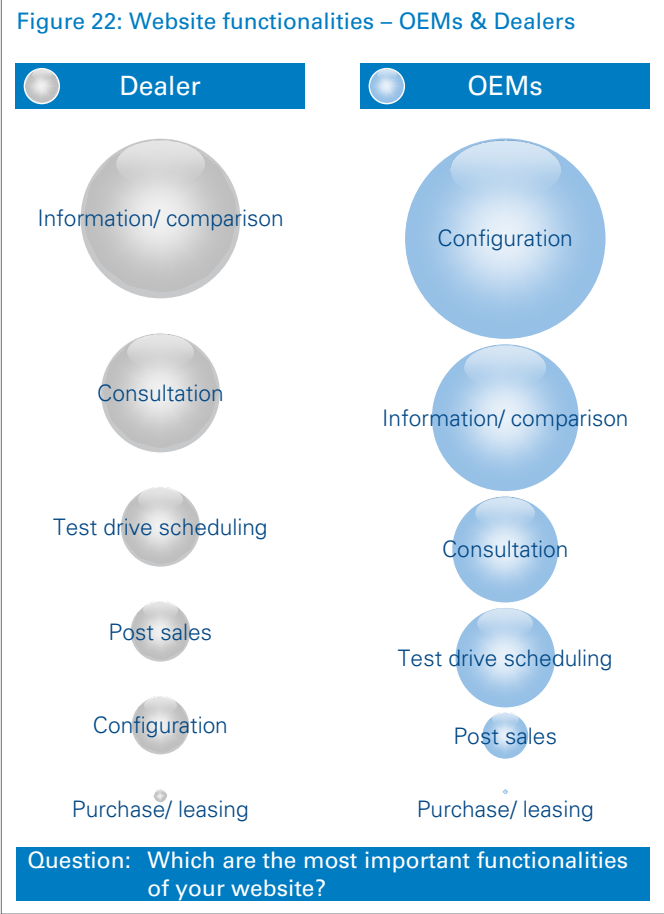 Figure 22: Website functionalities – OEMs & Dealers
Dealer
Information/ comparison
Consultation
Test drive scheduling
Post sales
Configuration
Purchase/ leasing
OEMs
Configuration
Information/ comparison
Consultation
Test drive scheduling
Post sales
Purchase/ leasing
Question: Which are the most important functionalities
of your website?